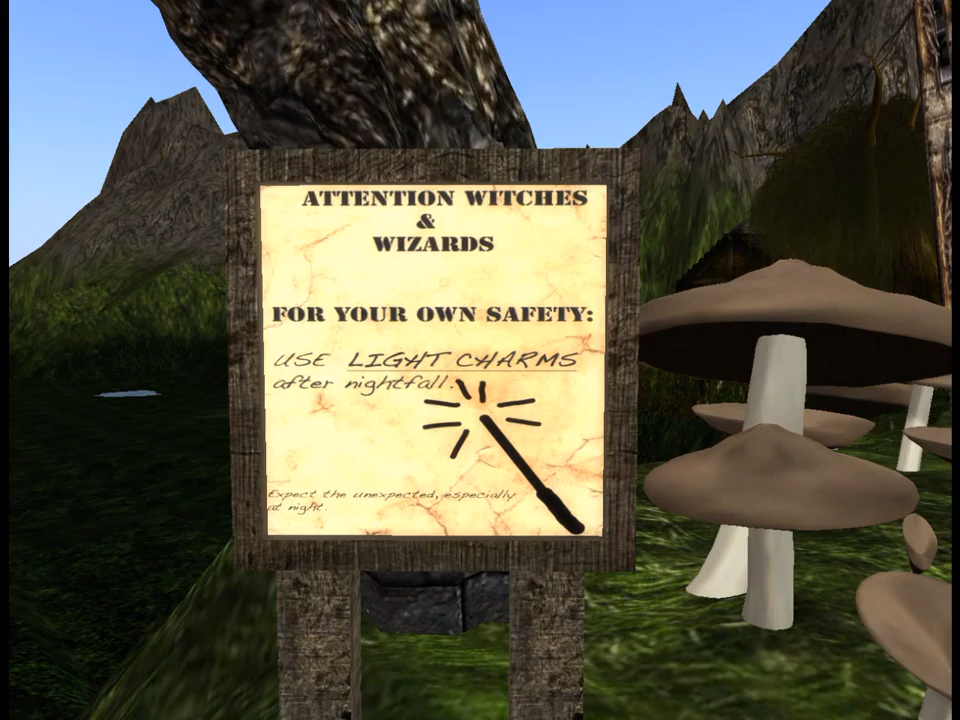 ATTENTION WITCHES
&
WIZARDS
FOR YOUR OWN SAFETY:
USE LIGHT CHARMS
after nightfall.
Expect the unexpected, especially
at night.